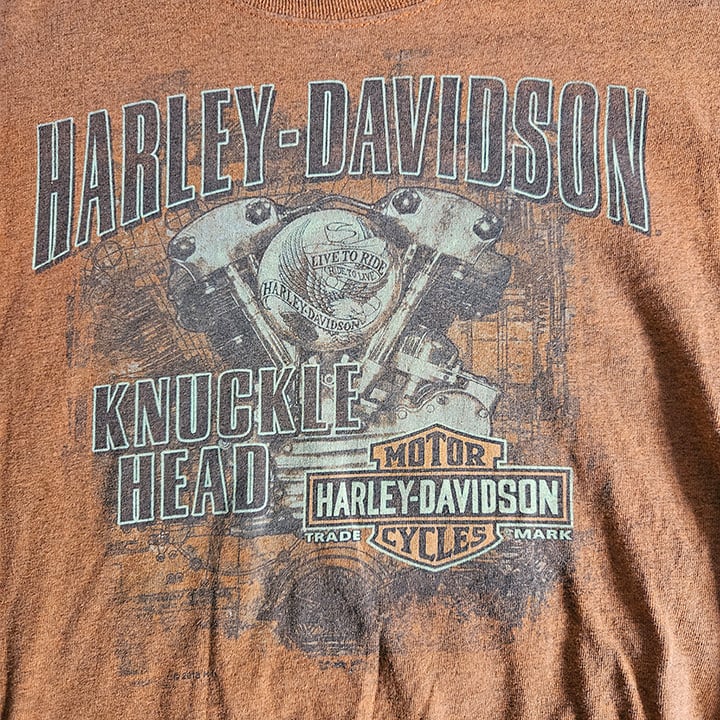 HARLEY-DAVIDSON
LIVE TO RIDE
RIDE TO LIVE
HARLEY-DAVIDSON
KNUCKLE
HEAD
MOTOR
HARLEY-DAVIDSON
TRADE MARK
CYCLES